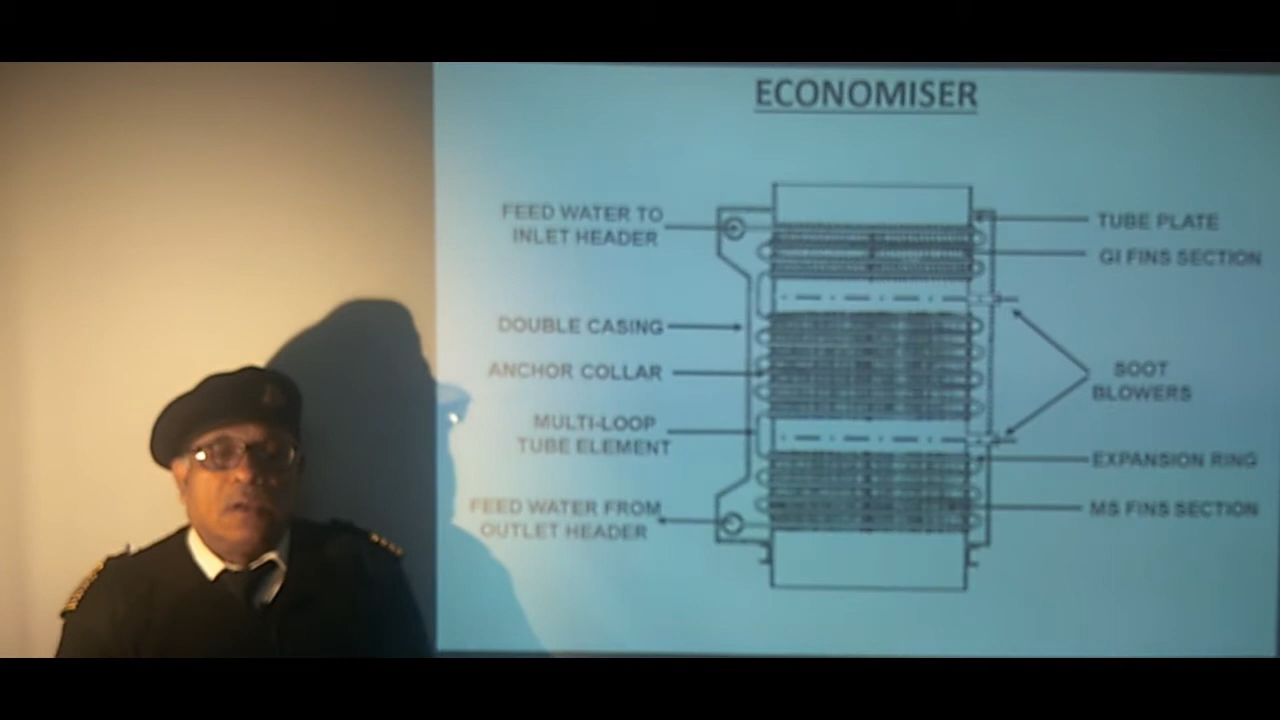 ECONOMISER
FEED WATER TO
INLET HEADER
DOUBLE CASING
ANCHOR COLLAR
MULTI-LOOP
TUBE ELEMENT
FEED WATER FROM
OUTLET HEADER
TUBE PLATE
GI FINS SECTION
SOOT
BLOWERS
EXPANSION RING
MS FINS SECTION